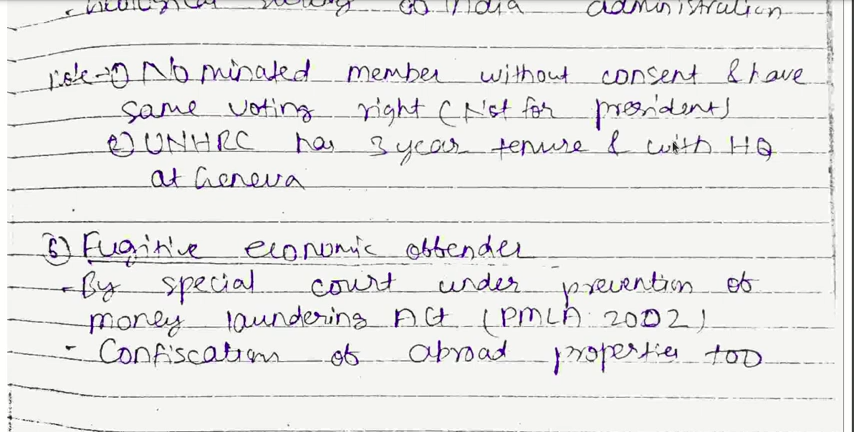 of India administration
Note → 1) Nominated member without consent & have
same voting right (Not for president)
2) UNHRC has 3 year tenure & with HQ
at Geneva
6) Fugitive economic offender
- By special court under prevention of
money laundering Act (PMLA 2002)
- Confiscation of abroad properties too